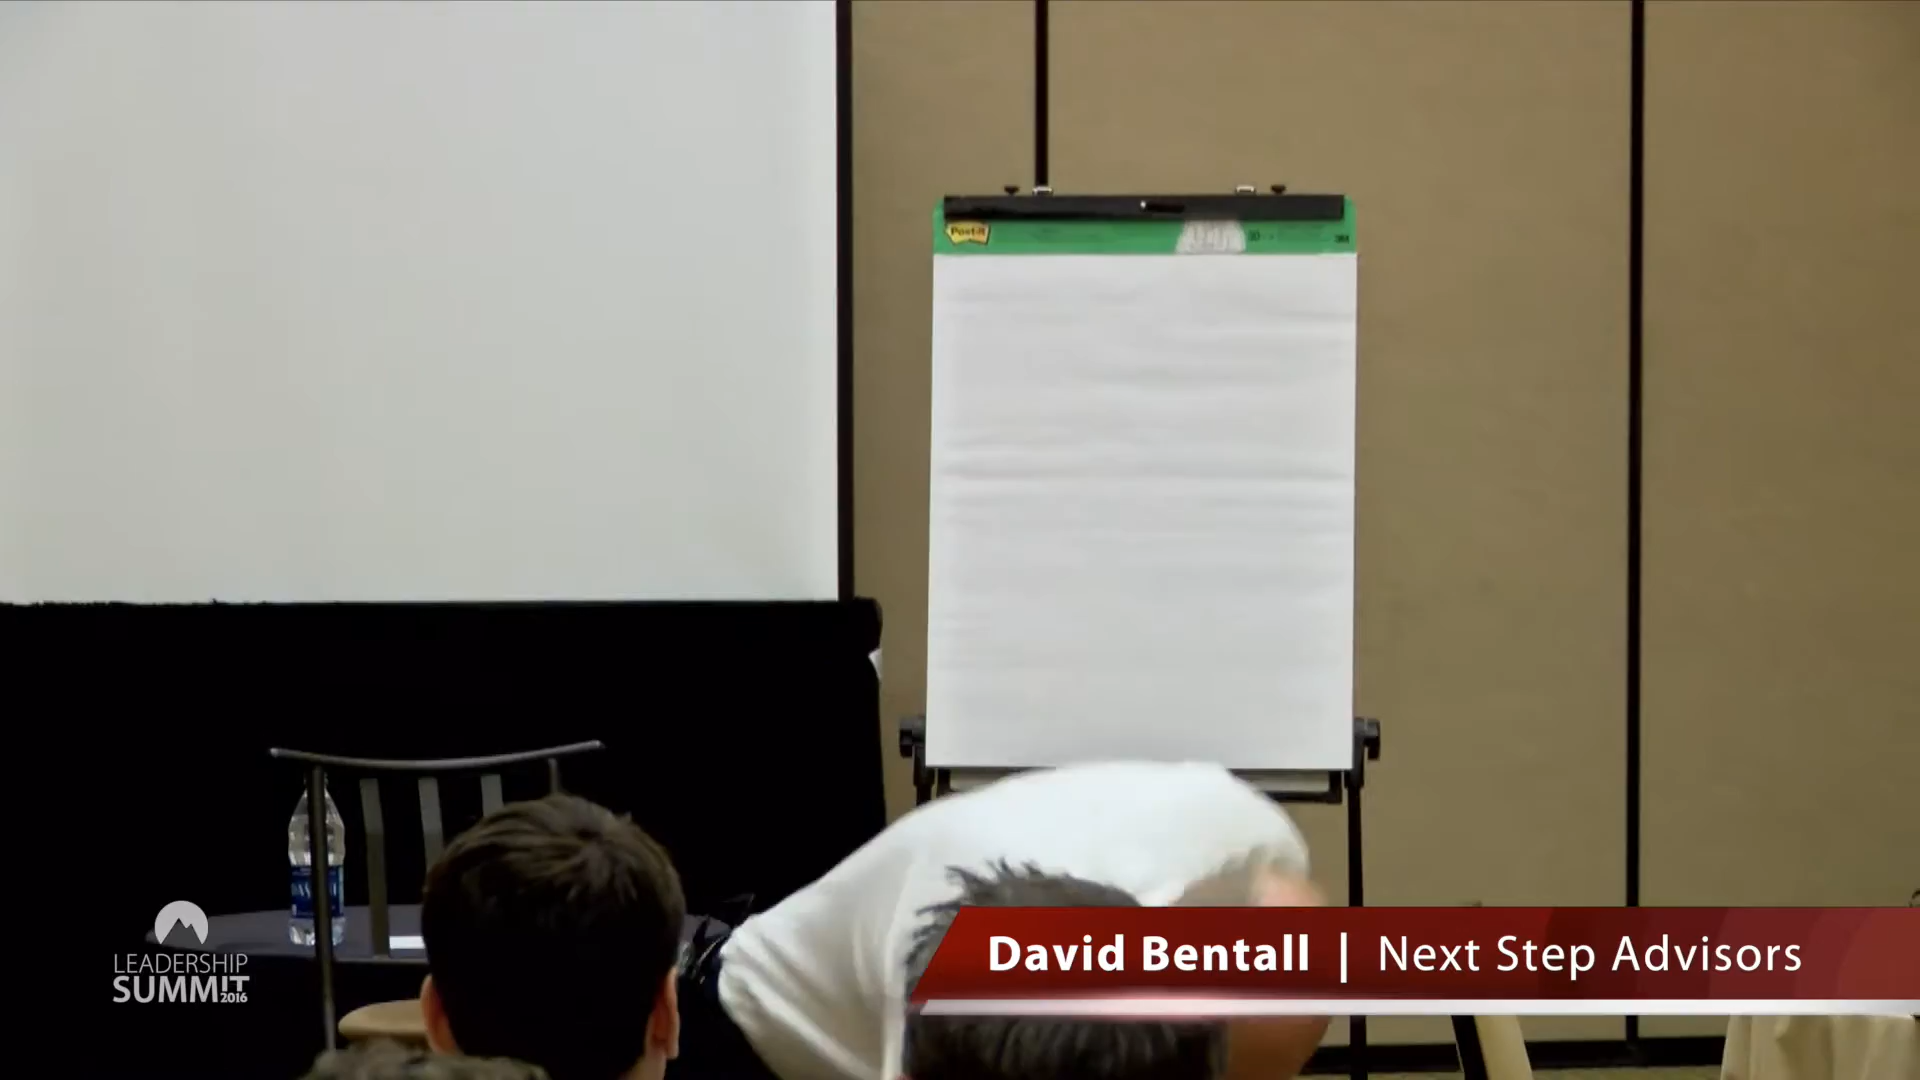 Post-it
LEADERSHIP
SUMMIT
2016
David Bentall | Next Step Advisors